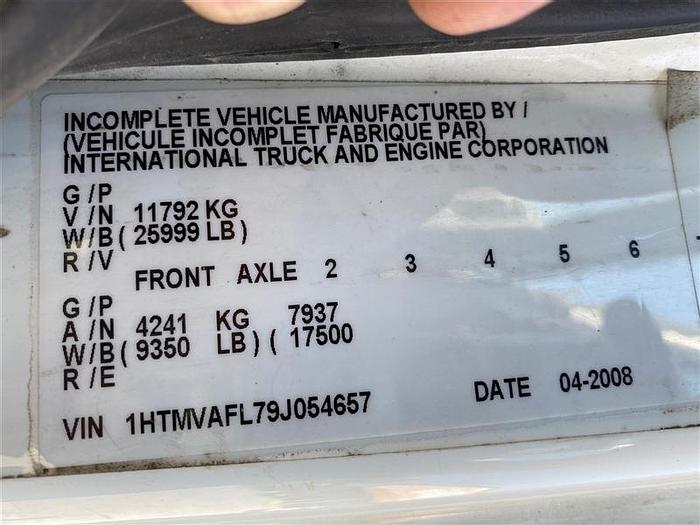 INCOMPLETE VEHICLE MANUFACTURED BY /
(VEHICULE INCOMPLET FABRIQUE PAR)
INTERNATIONAL TRUCK AND ENGINE CORPORATION
G /P
V /N 11792 KG
W/B ( 25999 LB )
R /V
FRONT AXLE 2 3 4 5 6
G /P
A /N 4241 KG 7937
W/B ( 9350 LB ) ( 17500
R /E
VIN 1HTMVAFL79J054657 DATE 04-2008